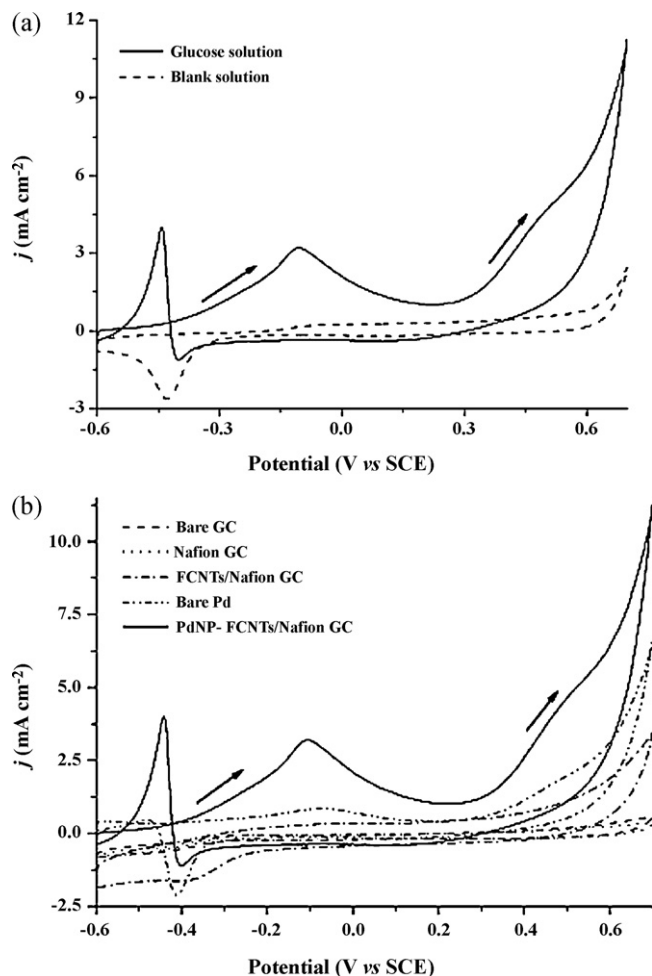 (a)
12
Glucose solution
Blank solution
9
6
3
0
-3
j (mA cm⁻²)
-0.6 -0.3 0.0 0.3 0.6
Potential (V vs SCE)
(b)
Bare GC
Nafion GC
FCNTs/Nafion GC
Bare Pd
PdNP- FCNTs/Nafion GC
10.0
7.5
5.0
2.5
0.0
-2.5
j (mA cm⁻²)
-0.6 -0.4 -0.2 0.0 0.2 0.4 0.6
Potential (V vs SCE)